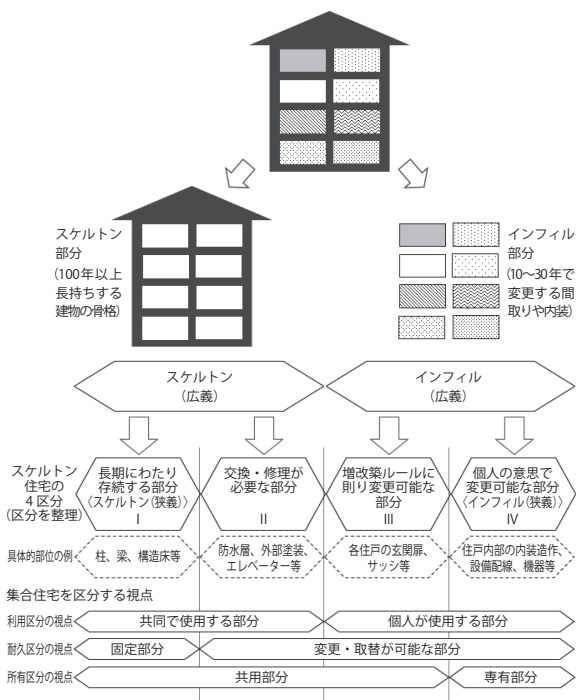 スケルトン
部分
(100年以上
長持ちする
建物の骨格)
インフィル
部分
(10〜30年で
変更する間
取りや内装)
スケルトン
(広義)
インフィル
(広義)
スケルトン
住宅の
4区分
(区分を整理)
長期にわたり
存続する部分
〈スケルトン(狭義)〉
I
交換・修理が
必要な部分
II
増改築ルールに
則り変更可能な
部分
III
個人の意思で
変更可能な部分
〈インフィル(狭義)〉
IV
具体的部位の例
柱、梁、構造床等
防水層、外部塗装、
エレベーター等
各住戸の玄関扉、
サッシ等
住戸内部の内装造作、
設備配線、機器等
集合住宅を区分する視点
利用区分の視点
共同で使用する部分
個人が使用する部分
耐久区分の視点
固定部分
変更・取替が可能な部分
所有区分の視点
共用部分
専有部分